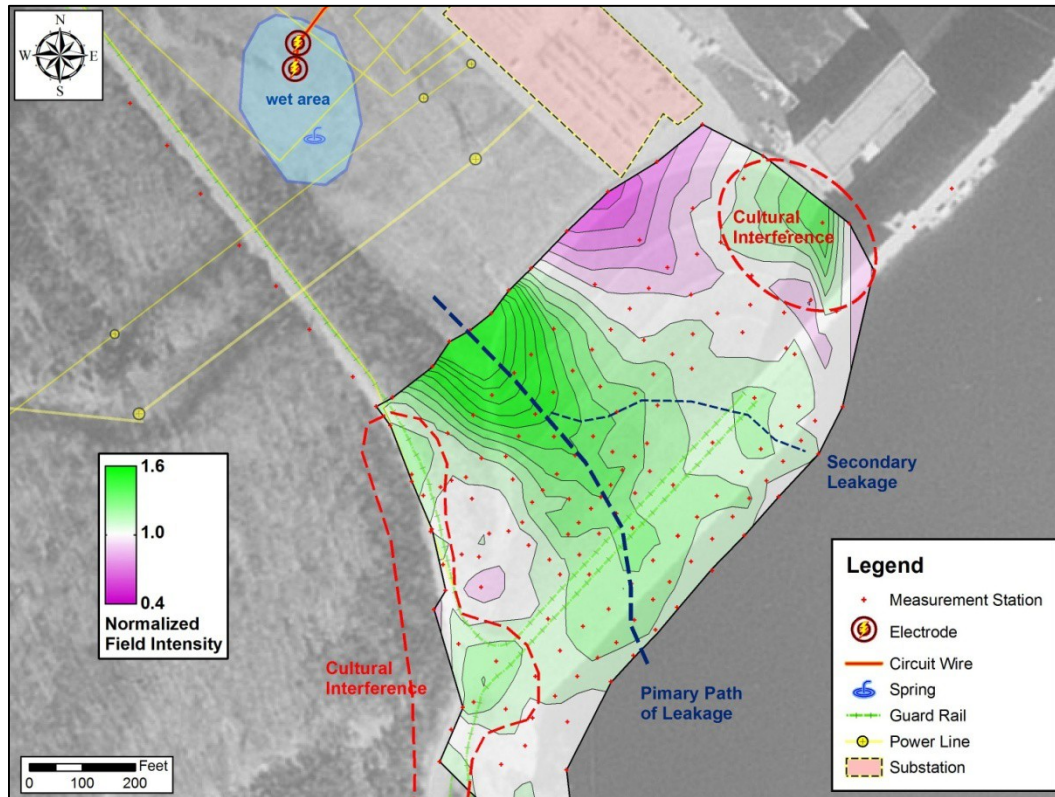 N
W E
S
wet area
Cultural
Interference
Secondary
Leakage
1.6
1.0
0.4
Normalized
Field Intensity
Cultural
Interference
Pimary Path
of Leakage
Feet
0 100 200
Legend
Measurement Station
Electrode
Circuit Wire
Spring
Guard Rail
Power Line
Substation